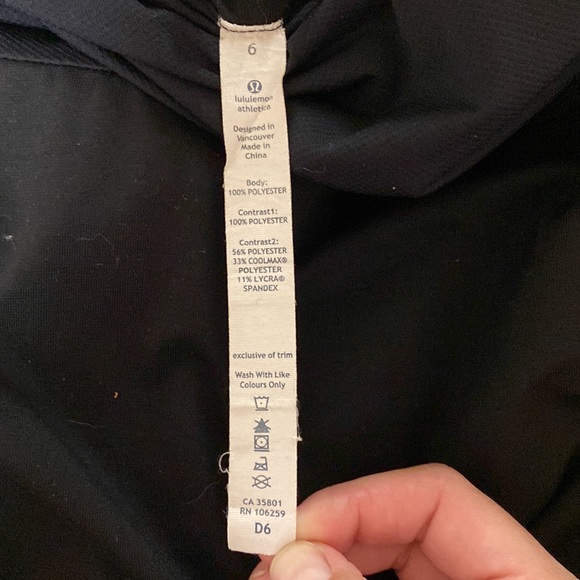 6
lululemon
athletica
Designed in
Vancouver
Made in
China
Body:
100% POLYESTER
Contrast1:
100% POLYESTER
Contrast2:
56% POLYESTER
33% COOLMAX®
POLYESTER
11% LYCRA®
SPANDEX
exclusive of trim
Wash With Like
Colours Only
CA 35801
RN 106259
D6